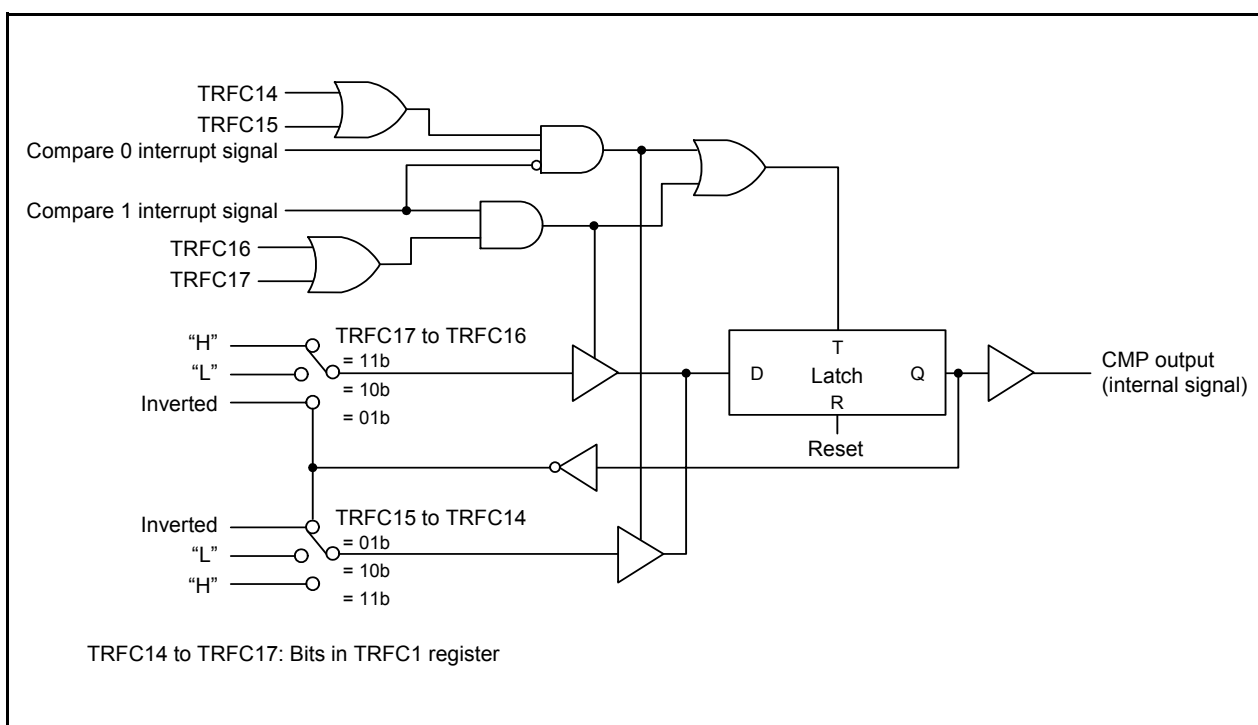 TRFC14
TRFC15
Compare 0 interrupt signal
Compare 1 interrupt signal
TRFC16
TRFC17
“H”
“L”
Inverted
TRFC17 to TRFC16
= 11b
= 10b
= 01b
T
D Latch Q
R
Reset
CMP output
(internal signal)
Inverted
“L”
“H”
TRFC15 to TRFC14
= 01b
= 10b
= 11b
TRFC14 to TRFC17: Bits in TRFC1 register